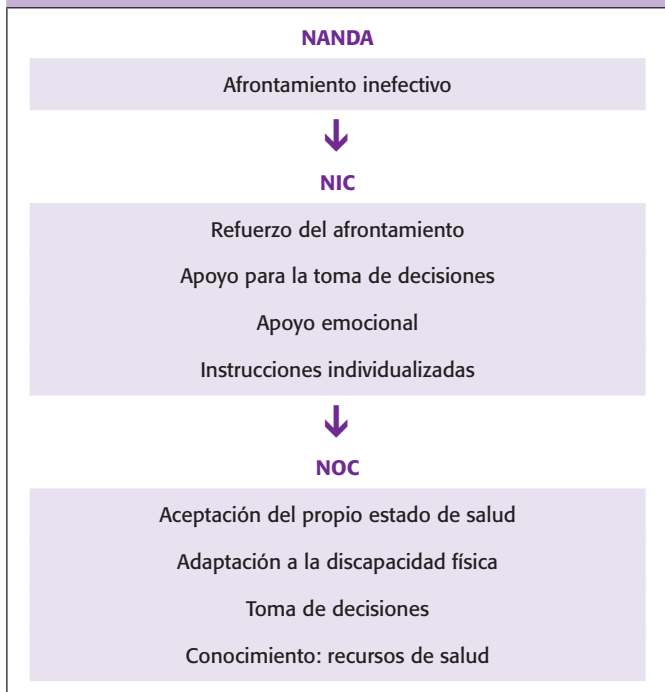 NANDA
Afrontamiento inefectivo
NIC
Refuerzo del afrontamiento
Apoyo para la toma de decisiones
Apoyo emocional
Instrucciones individualizadas
NOC
Aceptación del propio estado de salud
Adaptación a la discapacidad física
Toma de decisiones
Conocimiento: recursos de salud